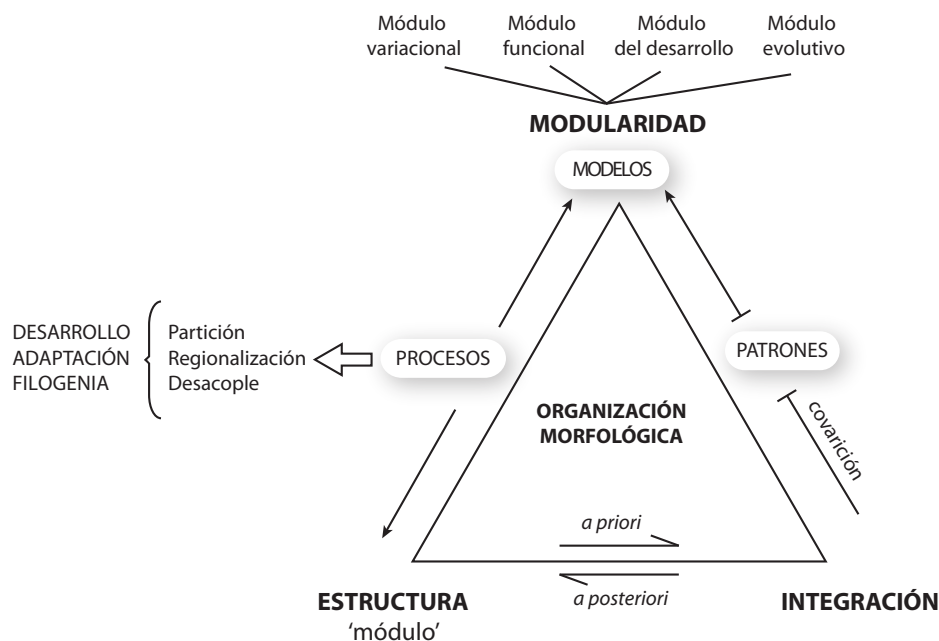 Módulo
variacional
Módulo
funcional
Módulo
del desarrollo
Módulo
evolutivo
MODULARIDAD
MODELOS
DESARROLLO
ADAPTACIÓN
FILOGENIA
Partición
Regionalización
Desacople
PROCESOS
PATRONES
ORGANIZACIÓN
MORFOLÓGICA
covarición
a priori
a posteriori
ESTRUCTURA
'módulo'
INTEGRACIÓN